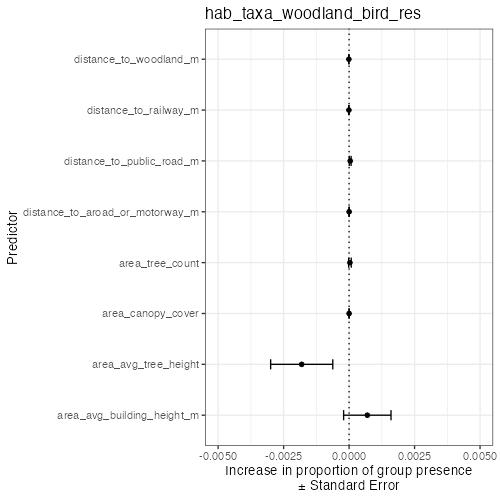 hab_taxa_woodland_bird_res
Predictor
distance_to_woodland_m
distance_to_railway_m
distance_to_public_road_m
distance_to_aroad_or_motorway_m
area_tree_count
area_canopy_cover
area_avg_tree_height
area_avg_building_height_m
-0.0050 -0.0025 0.0000 0.0025 0.0050
Increase in proportion of group presence
± Standard Error